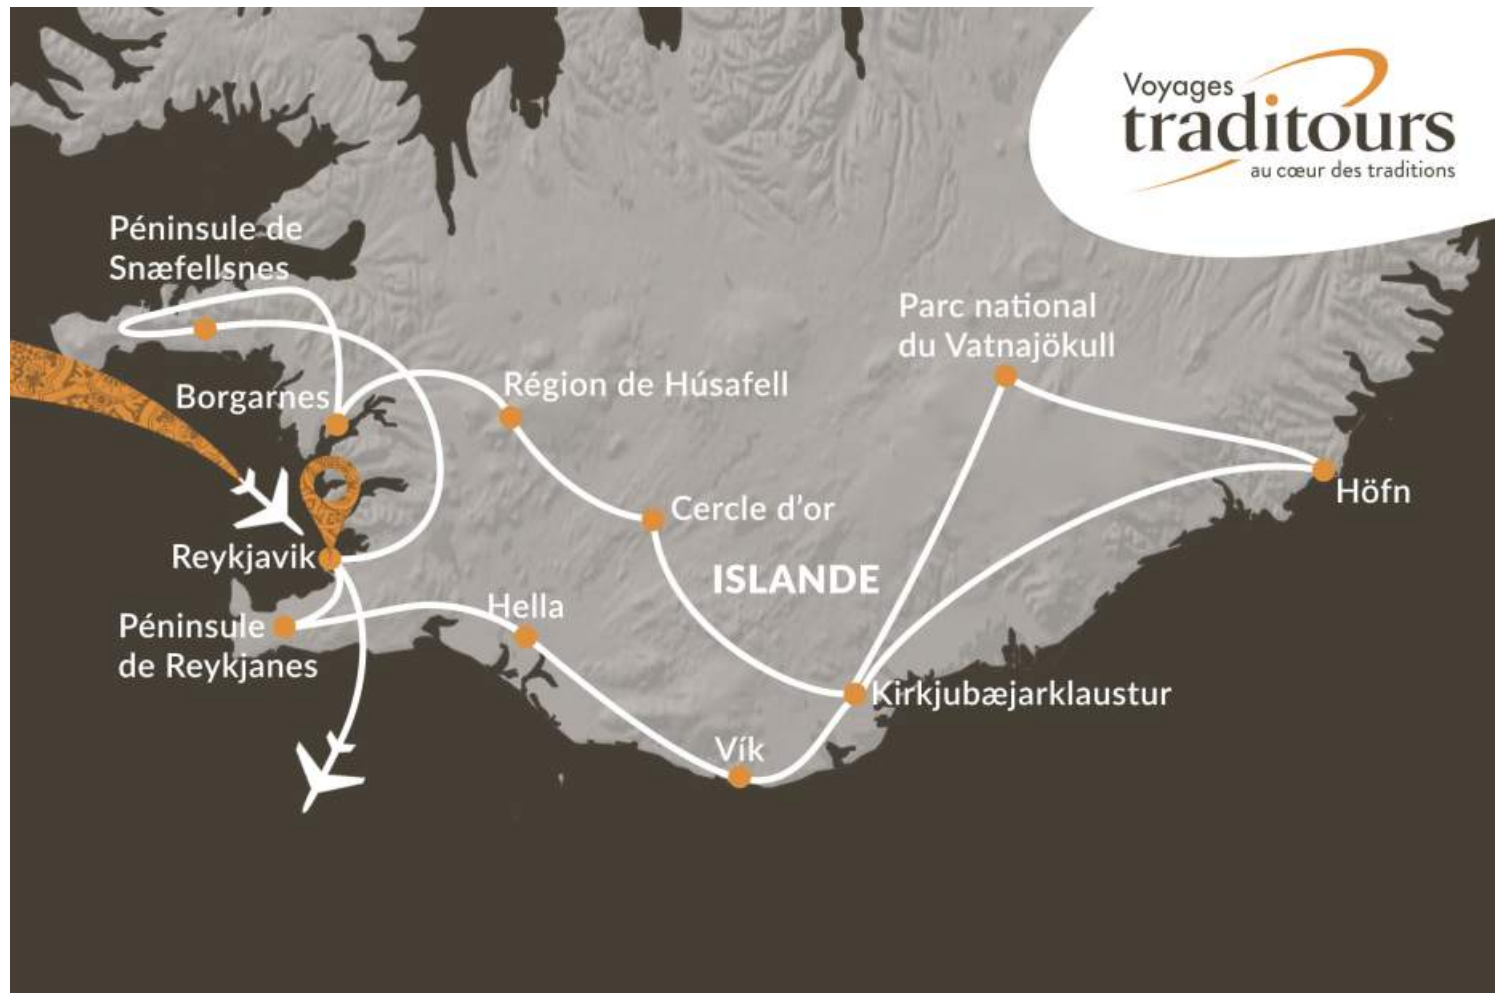 Voyages
traditours
au cœur des traditions
Péninsule de
Snæfellsnes
Parc national
du Vatnajökull
Borgarnes
Région de Húsafell
Höfn
Cercle d'or
Reykjavik
ISLANDE
Hella
Péninsule
de Reykjanes
Kirkjubæjarklaustur
Vík